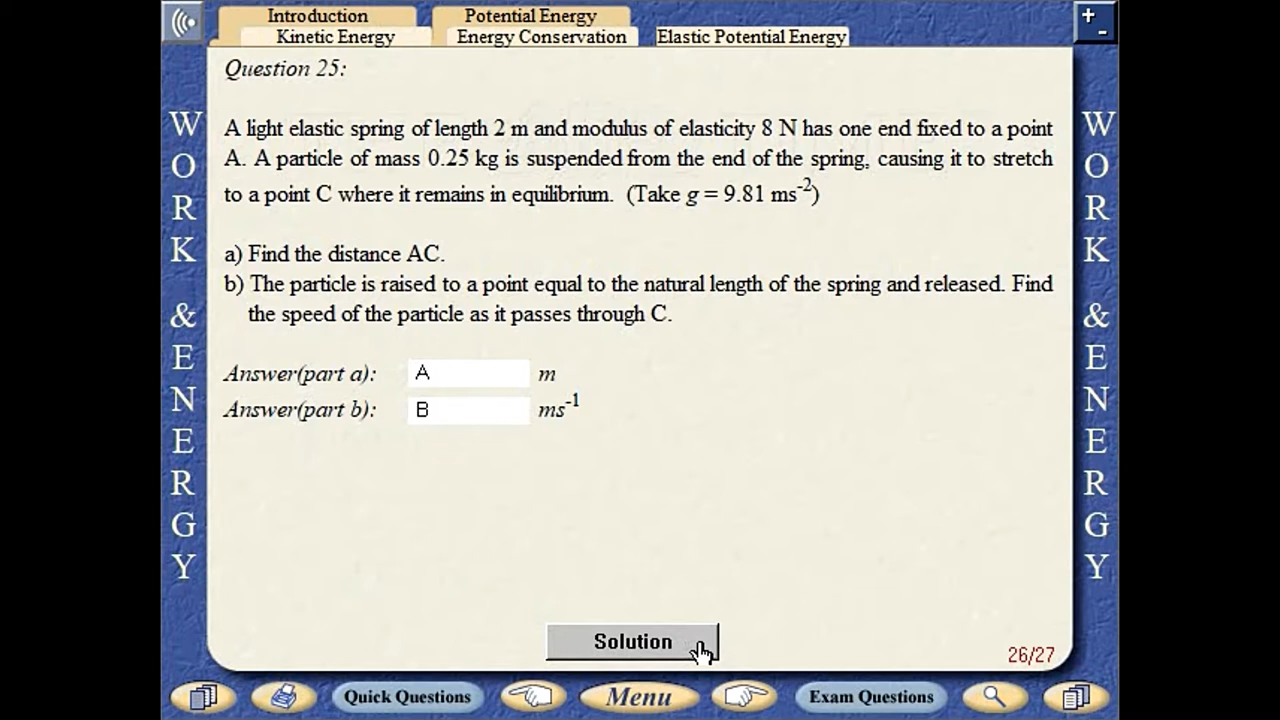 Introduction
Potential Energy
Kinetic Energy
Energy Conservation
Elastic Potential Energy
+
-
Question 25:
A light elastic spring of length 2 m and modulus of elasticity 8 N has one end fixed to a point
A. A particle of mass 0.25 kg is suspended from the end of the spring, causing it to stretch
to a point C where it remains in equilibrium. (Take g = 9.81 ms⁻²)
a) Find the distance AC.
b) The particle is raised to a point equal to the natural length of the spring and released. Find
the speed of the particle as it passes through C.
Answer(part a): A m
Answer(part b): B ms⁻¹
WORK & ENERGY
WORK & ENERGY
Solution
26/27
Quick Questions
Menu
Exam Questions